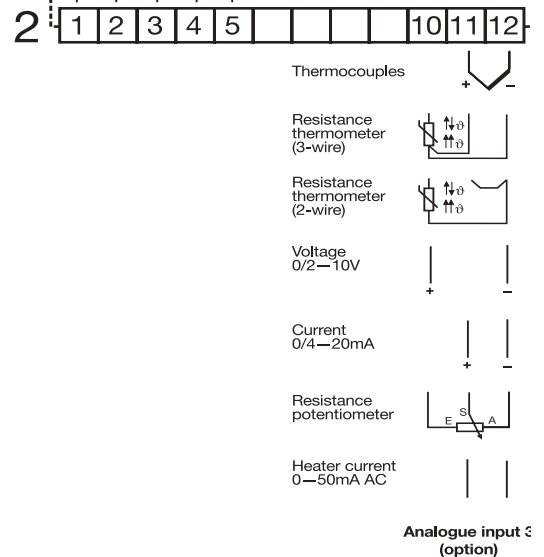 2 1 2 3 4 5 10 11 12
Thermocouples
+ −
Resistance
thermometer
(3-wire)
↑↓ϑ
↑↑ϑ
Resistance
thermometer
(2-wire)
↑↓ϑ
↑↑ϑ
Voltage
0/2—10V
+ −
Current
0/4—20mA
+ −
Resistance
potentiometer
E S A
Heater current
0—50mA AC
Analogue input 3
(option)